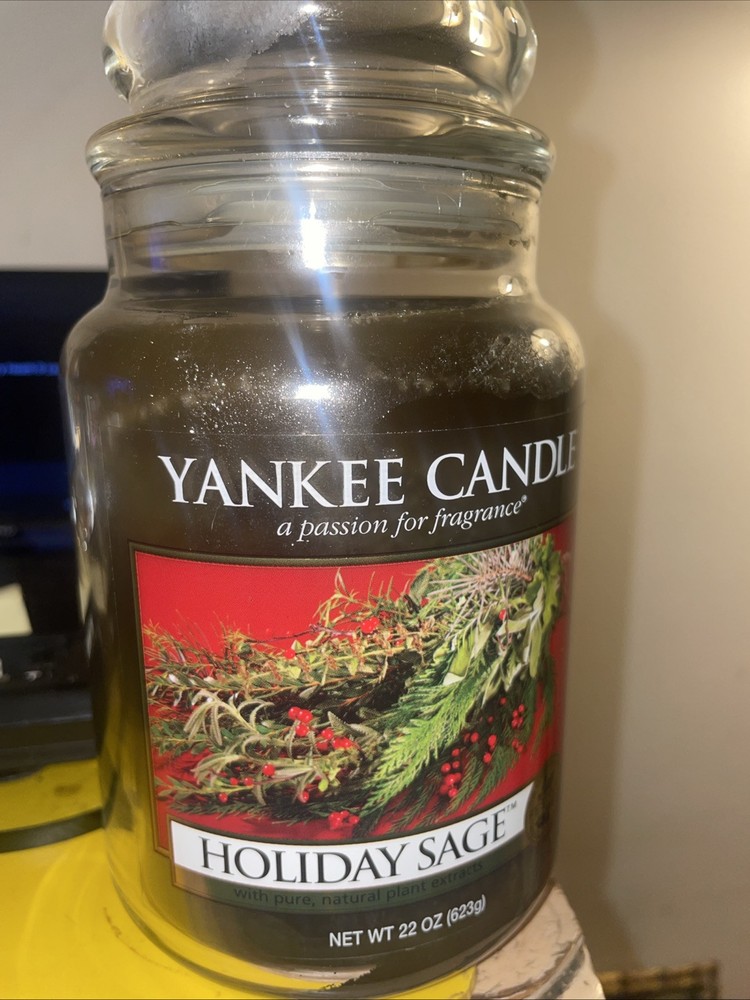 YANKEE CANDLE
a passion for fragrance®
HOLIDAY SAGE™
with pure, natural plant extracts
NET WT 22 OZ (623g)